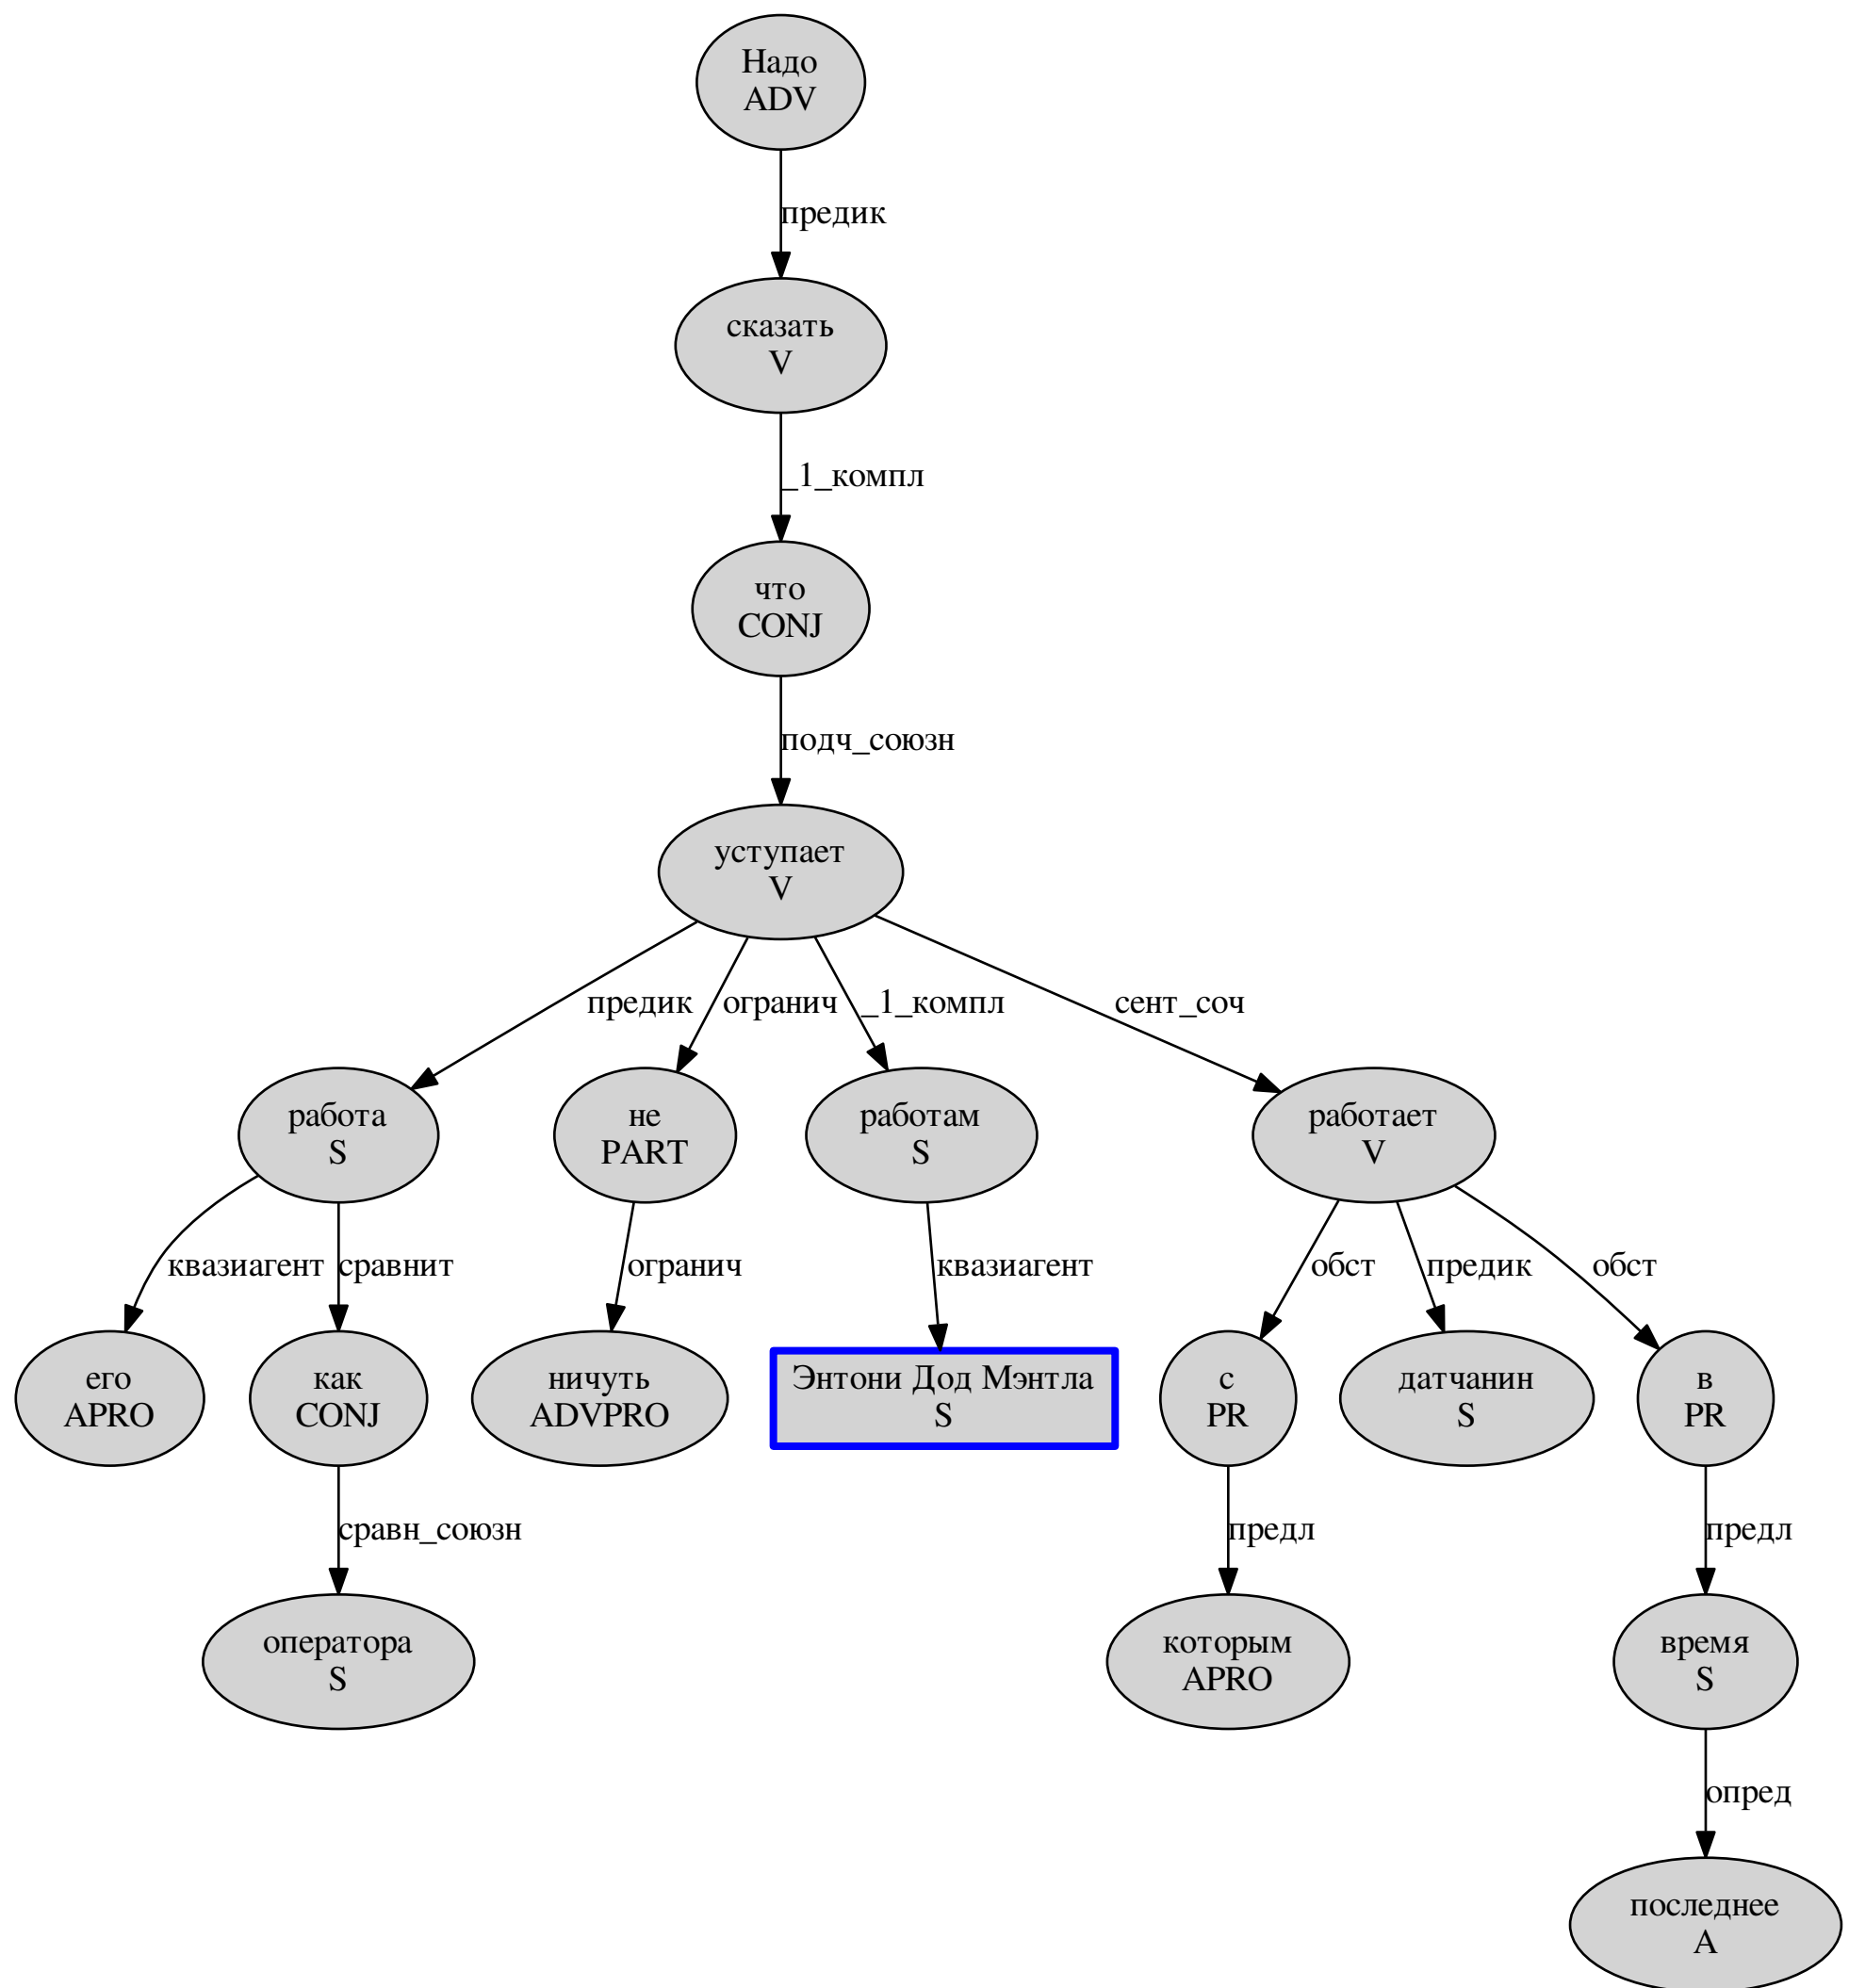 Надо
ADV
предик
сказать
V
_1_компл
что
CONJ
подч_союзн
уступает
V
предик
огранич
_1_компл
сент_соч
работа
S
не
PART
работам
S
работает
V
квазиагент
сравнит
огранич
квазиагент
обст
предик
обст
его
APRO
как
CONJ
ничуть
ADVPRO
Энтони Дод Мэнтла
S
с
PR
датчанин
S
в
PR
сравн_союзн
предл
предл
оператора
S
которым
APRO
время
S
опред
последнее
A